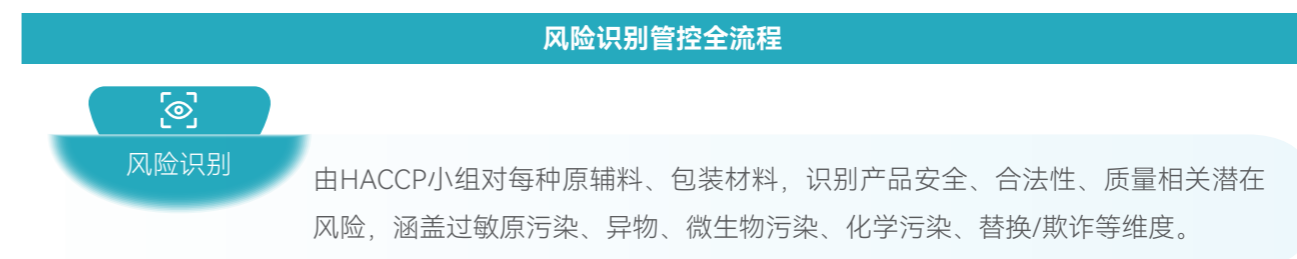 风险识别管控全流程
风险识别
由HACCP小组对每种原辅料、包装材料，识别产品安全、合法性、质量相关潜在
风险，涵盖过敏原污染、异物、微生物污染、化学污染、替换/欺诈等维度。